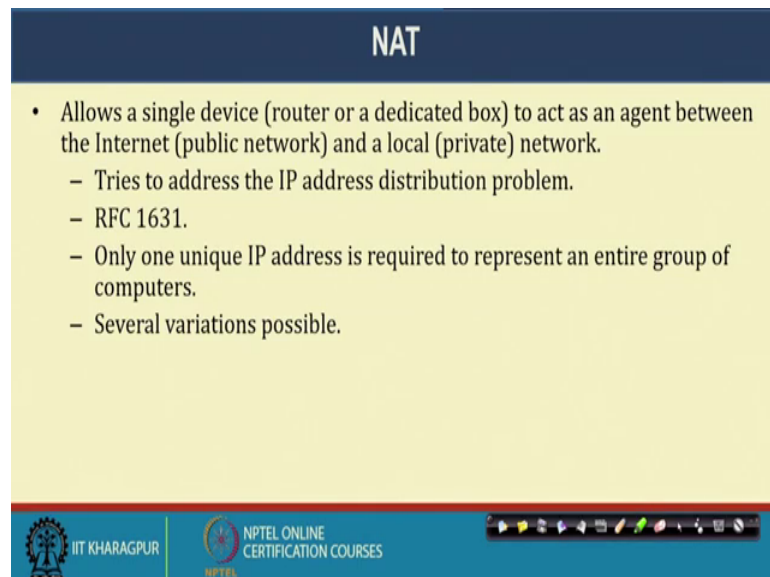 NAT
• Allows a single device (router or a dedicated box) to act as an agent between
the Internet (public network) and a local (private) network.
– Tries to address the IP address distribution problem.
– RFC 1631.
– Only one unique IP address is required to represent an entire group of
computers.
– Several variations possible.
IIT KHARAGPUR
NPTEL ONLINE
CERTIFICATION COURSES
NPTEL